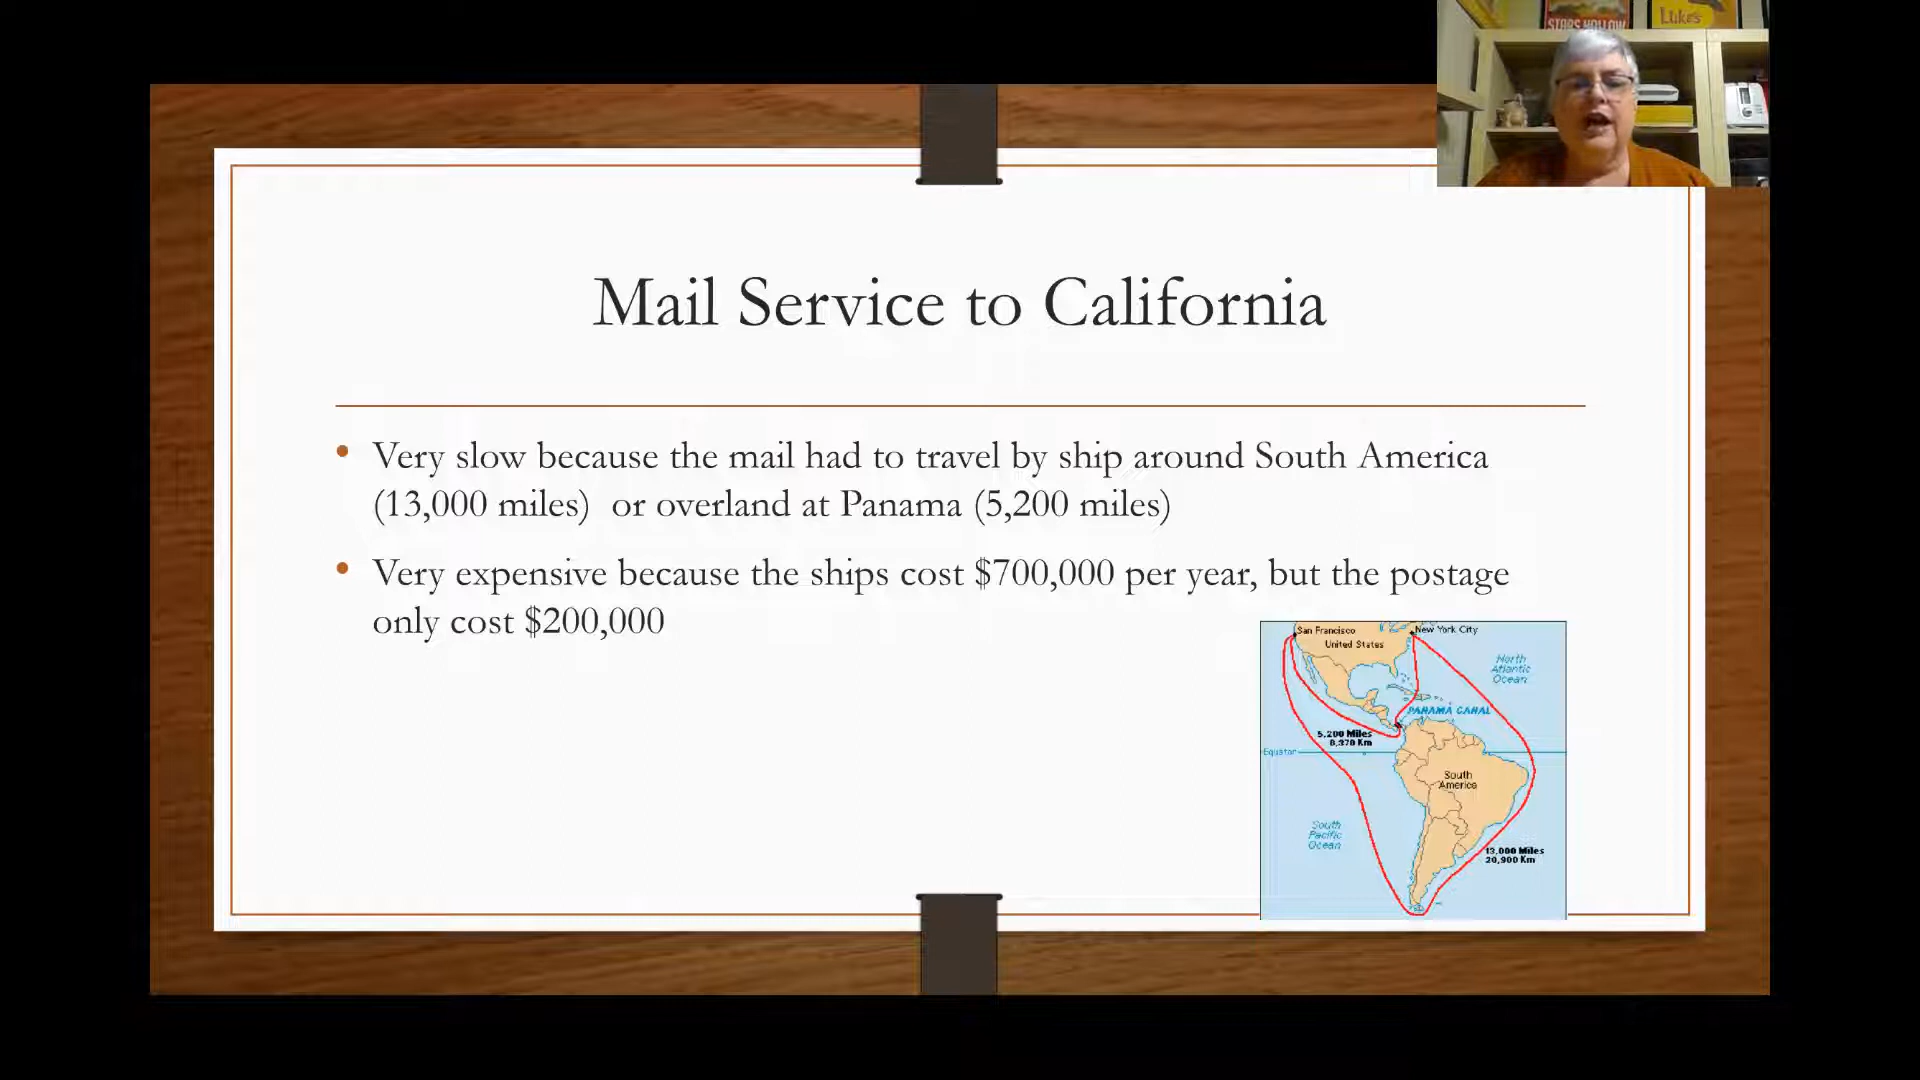 STARS HOLLOW
Luke's
Mail Service to California
• Very slow because the mail had to travel by ship around South America
(13,000 miles) or overland at Panama (5,200 miles)
• Very expensive because the ships cost $700,000 per year, but the postage
only cost $200,000
San Francisco
New York City
United States
North
Atlantic
Ocean
PANAMA CANAL
5,200 Miles
8,370 Km
Equator
South
America
South
Pacific
Ocean
13,000 Miles
20,900 Km